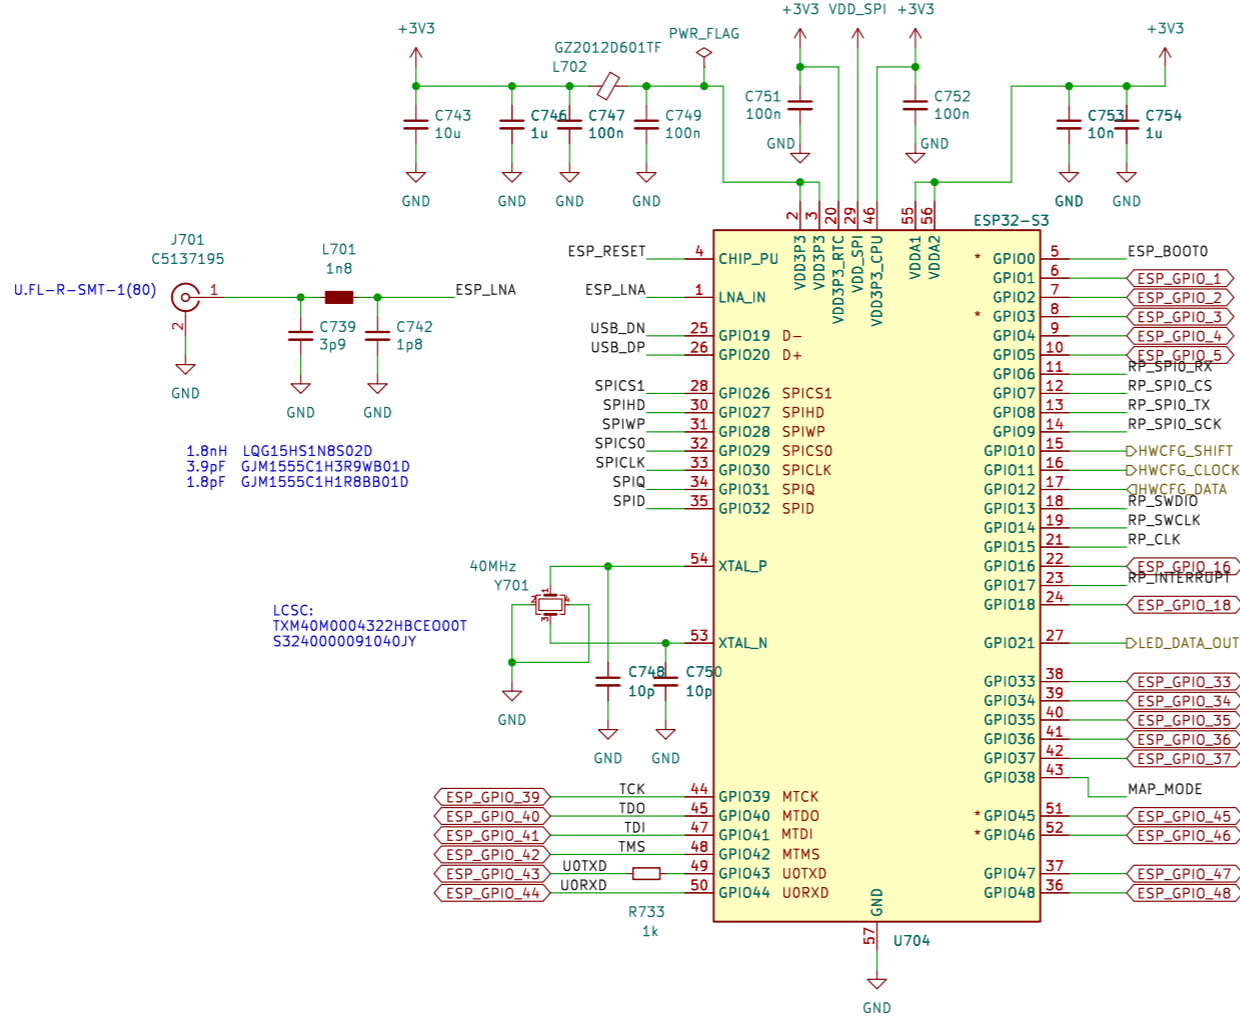 +3V3 VDD_SPI +3V3
+3V3
PWR_FLAG
+3V3
GZ2012D601TF
L702
C743
10u
C746
1u
C747
100n
C749
100n
C751
100n
C752
100n
C753
10n
C754
1u
GND
GND
GND
GND
GND
GND
GND
GND
J701
C5137195
U.FL-R-SMT-1(80)
1
2
GND
L701
1n8
ESP_LNA
C739
3p9
C742
1p8
GND
GND
1.8nH LQG15HS1N8S02D
3.9pF GJM1555C1H3R9WB01D
1.8pF GJM1555C1H1R8BB01D
ESP32-S3
2 VDD3P3
3 VDD3P3
20 VDD3P3_RTC
29 VDD_SPI
46 VDD3P3_CPU
55 VDDA1
56 VDDA2
ESP_RESET 4 CHIP_PU
ESP_LNA 1 LNA_IN
USB_DN 25 GPIO19 D-
USB_DP 26 GPIO20 D+
SPICS1 28 GPIO26 SPICS1
SPIHD 30 GPIO27 SPIHD
SPIWP 31 GPIO28 SPIWP
SPICS0 32 GPIO29 SPICS0
SPICLK 33 GPIO30 SPICLK
SPIQ 34 GPIO31 SPIQ
SPID 35 GPIO32 SPID
54 XTAL_P
53 XTAL_N
40MHz
Y701
1
2
4
3
LCSC:
TXM40M0004322HBCEO00T
S3240000091040JY
GND
C748
10p
C750
10p
GND
GND
ESP_GPIO_39 TCK 44 GPIO39 MTCK
ESP_GPIO_40 TDO 45 GPIO40 MTDO
ESP_GPIO_41 TDI 47 GPIO41 MTDI
ESP_GPIO_42 TMS 48 GPIO42 MTMS
ESP_GPIO_43 U0TXD 49 GPIO43 U0TXD
ESP_GPIO_44 U0RXD 50 GPIO44 U0RXD
R733
1k
* GPIO0 5 ESP_BOOT0
GPIO1 6 ESP_GPIO_1
GPIO2 7 ESP_GPIO_2
* GPIO3 8 ESP_GPIO_3
GPIO4 9 ESP_GPIO_4
GPIO5 10 ESP_GPIO_5
GPIO6 11 RP_SPI0_RX
GPIO7 12 RP_SPI0_CS
GPIO8 13 RP_SPI0_TX
GPIO9 14 RP_SPI0_SCK
GPIO10 15 HWCFG_SHIFT
GPIO11 16 HWCFG_CLOCK
GPIO12 17 HWCFG_DATA
GPIO13 18 RP_SWDIO
GPIO14 19 RP_SWCLK
GPIO15 21 RP_CLK
GPIO16 22 ESP_GPIO_16
GPIO17 23 RP_INTERRUPT
GPIO18 24 ESP_GPIO_18
GPIO21 27 LED_DATA_OUT
GPIO33 38 ESP_GPIO_33
GPIO34 39 ESP_GPIO_34
GPIO35 40 ESP_GPIO_35
GPIO36 41 ESP_GPIO_36
GPIO37 42 ESP_GPIO_37
GPIO38 43 MAP_MODE
* GPIO45 51 ESP_GPIO_45
* GPIO46 52 ESP_GPIO_46
GPIO47 37 ESP_GPIO_47
GPIO48 36 ESP_GPIO_48
GND
57
U704
GND